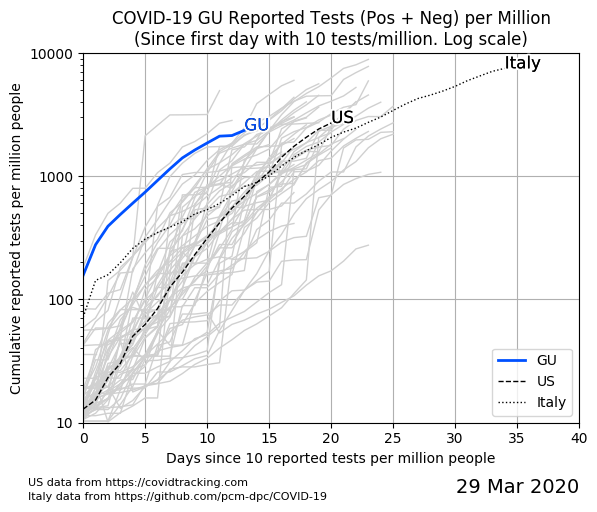 COVID-19 GU Reported Tests (Pos + Neg) per Million
(Since first day with 10 tests/million. Log scale)
Cumulative reported tests per million people
10000
1000
100
10
Italy
US
GU
GU
US
Italy
0 5 10 15 20 25 30 35 40
Days since 10 reported tests per million people
US data from https://covidtracking.com
Italy data from https://github.com/pcm-dpc/COVID-19
29 Mar 2020